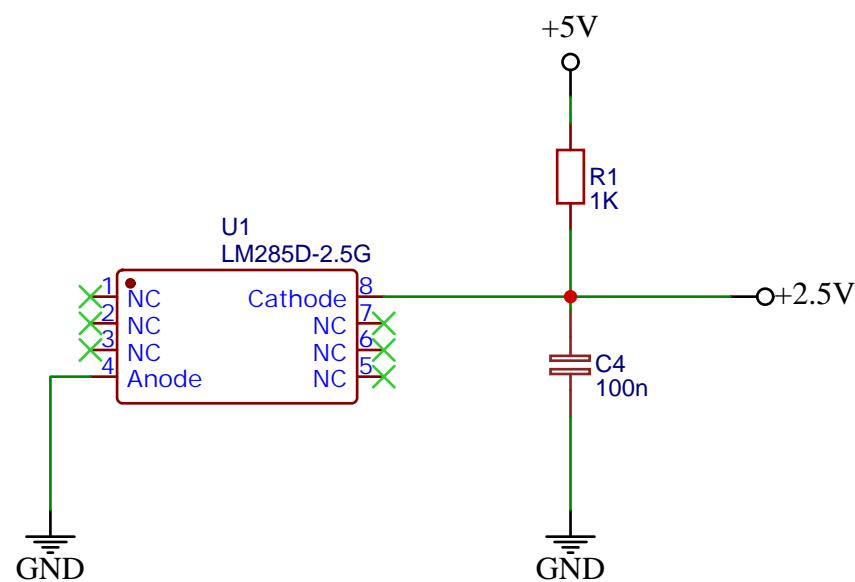 +5V
R1
1K
U1
LM285D-2.5G
1 NC Cathode 8
2 NC NC 7
3 NC NC 6
4 Anode NC 5
+2.5V
C4
100n
GND GND